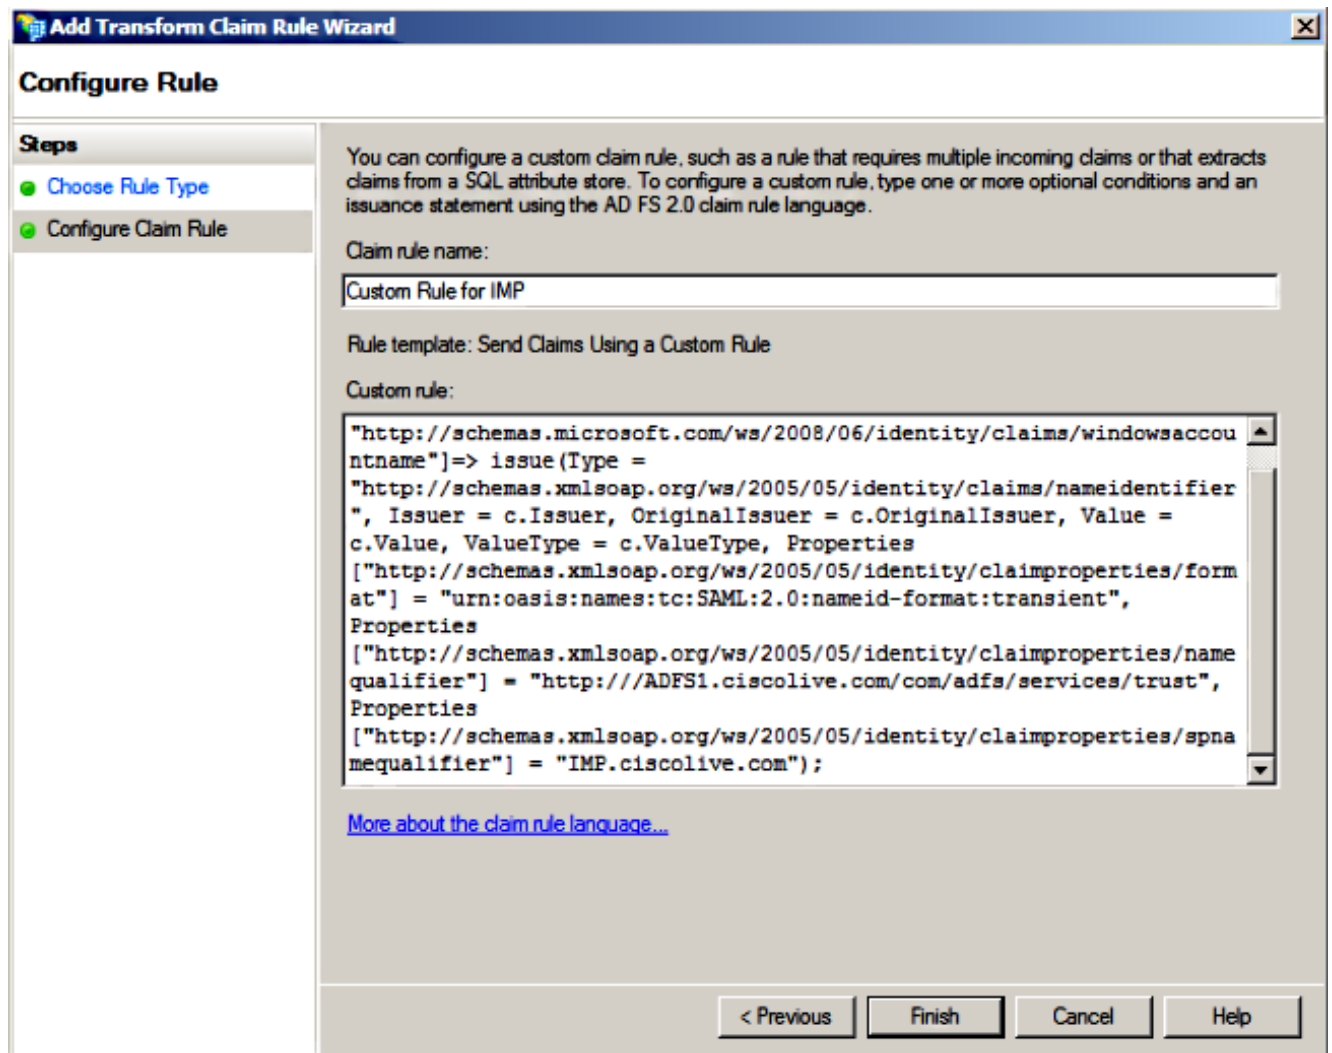 Add Transform Claim Rule Wizard
Configure Rule
Steps
Choose Rule Type
Configure Claim Rule
You can configure a custom claim rule, such as a rule that requires multiple incoming claims or that extracts
claims from a SQL attribute store. To configure a custom rule, type one or more optional conditions and an
issuance statement using the AD FS 2.0 claim rule language.
Claim rule name:
Custom Rule for IMP
Rule template: Send Claims Using a Custom Rule
Custom rule:
"http://schemas.microsoft.com/ws/2008/06/identity/claims/windowsaccou
ntname"]=> issue(Type =
"http://schemas.xmlsoap.org/ws/2005/05/identity/claims/nameidentifier
", Issuer = c.Issuer, OriginalIssuer = c.OriginalIssuer, Value =
c.Value, ValueType = c.ValueType, Properties
["http://schemas.xmlsoap.org/ws/2005/05/identity/claimproperties/form
at"] = "urn:oasis:names:tc:SAML:2.0:nameid-format:transient",
Properties
["http://schemas.xmlsoap.org/ws/2005/05/identity/claimproperties/name
qualifier"] = "http:///ADFS1.ciscolive.com/com/adfs/services/trust",
Properties
["http://schemas.xmlsoap.org/ws/2005/05/identity/claimproperties/spna
mequalifier"] = "IMP.ciscolive.com");
More about the claim rule language...
< Previous
Finish
Cancel
Help